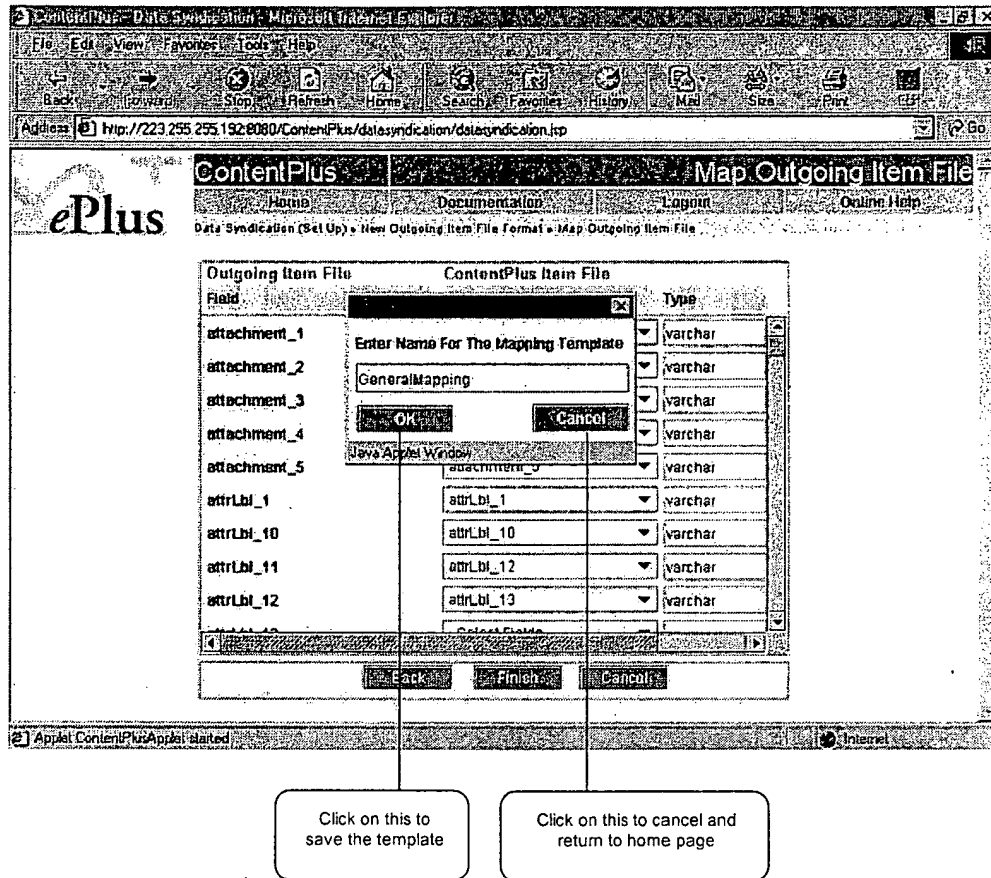 ContentPlus - Data Syndication - Microsoft Internet Explorer
File Edit View Favorites Tools Help
Back Forward Stop Refresh Home Search Favorites History Mail Size Print
Address http://223.255.255.192:8080/ContentPlus/datasyndication/datasyndication.jsp Go
ePlus
ContentPlus Map Outgoing Item File
Home Documentation Logout Online Help
Data Syndication (Set Up) » New Outgoing Item File Format » Map Outgoing Item File
Outgoing Item File ContentPlus Item File
Field Type
attachment_1 varchar
Enter Name For The Mapping Template
attachment_2 varchar
GeneralMapping
attachment_3 varchar
OK Cancel
attachment_4 varchar
Java Applet Window
attachment_5 attachment_5 varchar
attrLbl_1 attrLbl_1 varchar
attrLbl_10 attrLbl_10 varchar
attrLbl_11 attrLbl_12 varchar
attrLbl_12 attrLbl_13 varchar
Select Fields
Back Finish Cancel
Applet ContentPlusApplet started Internet
Click on this to
save the template
Click on this to cancel and
return to home page